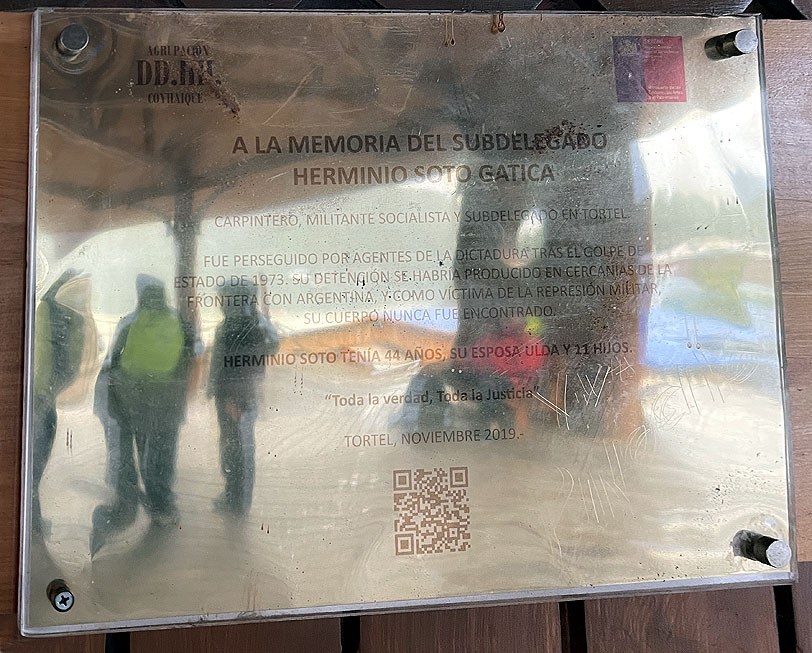 AGRUPACIÓN
DD.HH.
COYHAIQUE
A LA MEMORIA DEL SUBDELEGADO
HERMINIO SOTO GATICA
CARPINTERO, MILITANTE SOCIALISTA Y SUBDELEGADO EN TORTEL.
FUE PERSEGUIDO POR AGENTES DE LA DICTADURA TRAS EL GOLPE DE
ESTADO DE 1973. SU DETENCIÓN SE HABRÍA PRODUCIDO EN CERCANÍAS DE LA
FRONTERA CON ARGENTINA, Y COMO VÍCTIMA DE LA REPRESIÓN MILITAR,
SU CUERPO NUNCA FUE ENCONTRADO.
HERMINIO SOTO TENÍA 44 AÑOS, SU ESPOSA ULDA Y 11 HIJOS.
“Toda la verdad, Toda la Justicia”
TORTEL, NOVIEMBRE 2019.-